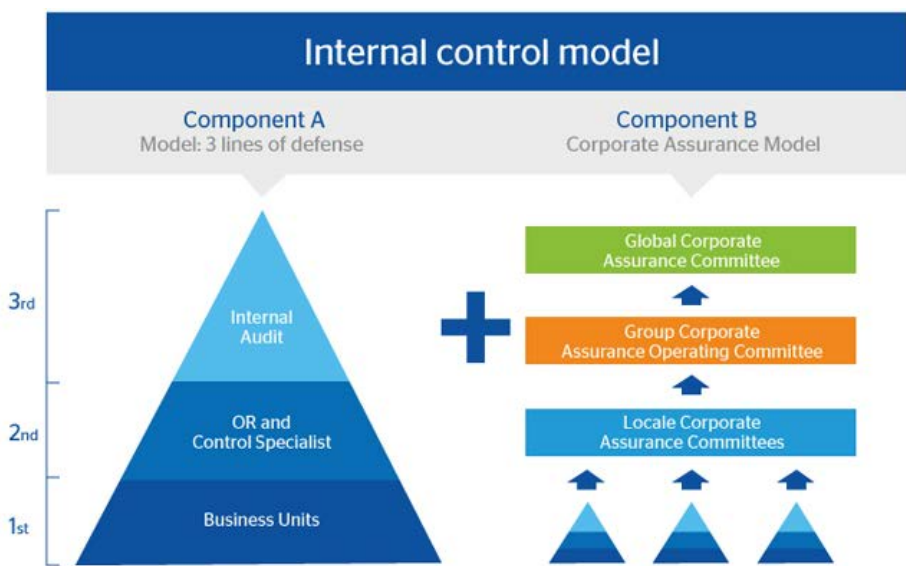 Internal control model
Component A
Model: 3 lines of defense
Component B
Corporate Assurance Model
3rd
2nd
1st
Internal
Audit
OR and
Control Specialist
Business Units
Global Corporate
Assurance Committee
Group Corporate
Assurance Operating Committee
Locale Corporate
Assurance Committees